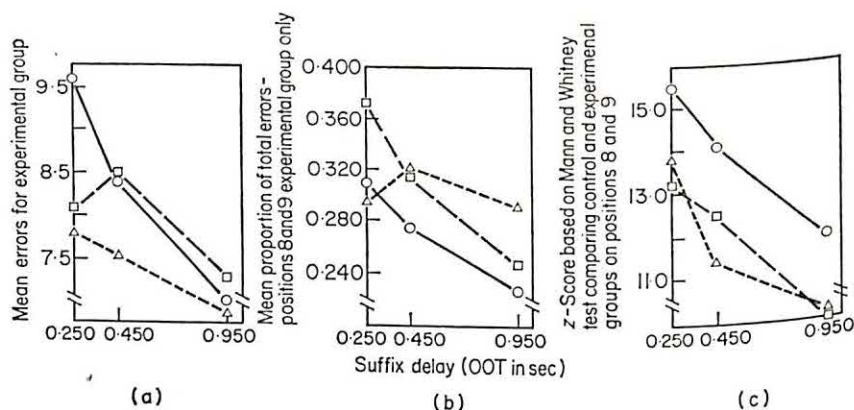 Mean errors for experimental group
9·5
8·5
7·5
0·250 0·450 0·950
(a)
Mean proportion of total errors-
positions 8 and 9 experimental group only
0·400
0·360
0·320
0·280
0·240
0·250 0·450 0·950
Suffix delay (OOT in sec)
(b)
z-Score based on Mann and Whitney
test comparing control and experimenal
groups on positions 8 and 9
15·0
13·0
11·0
0·250 0·450 0·950
(c)